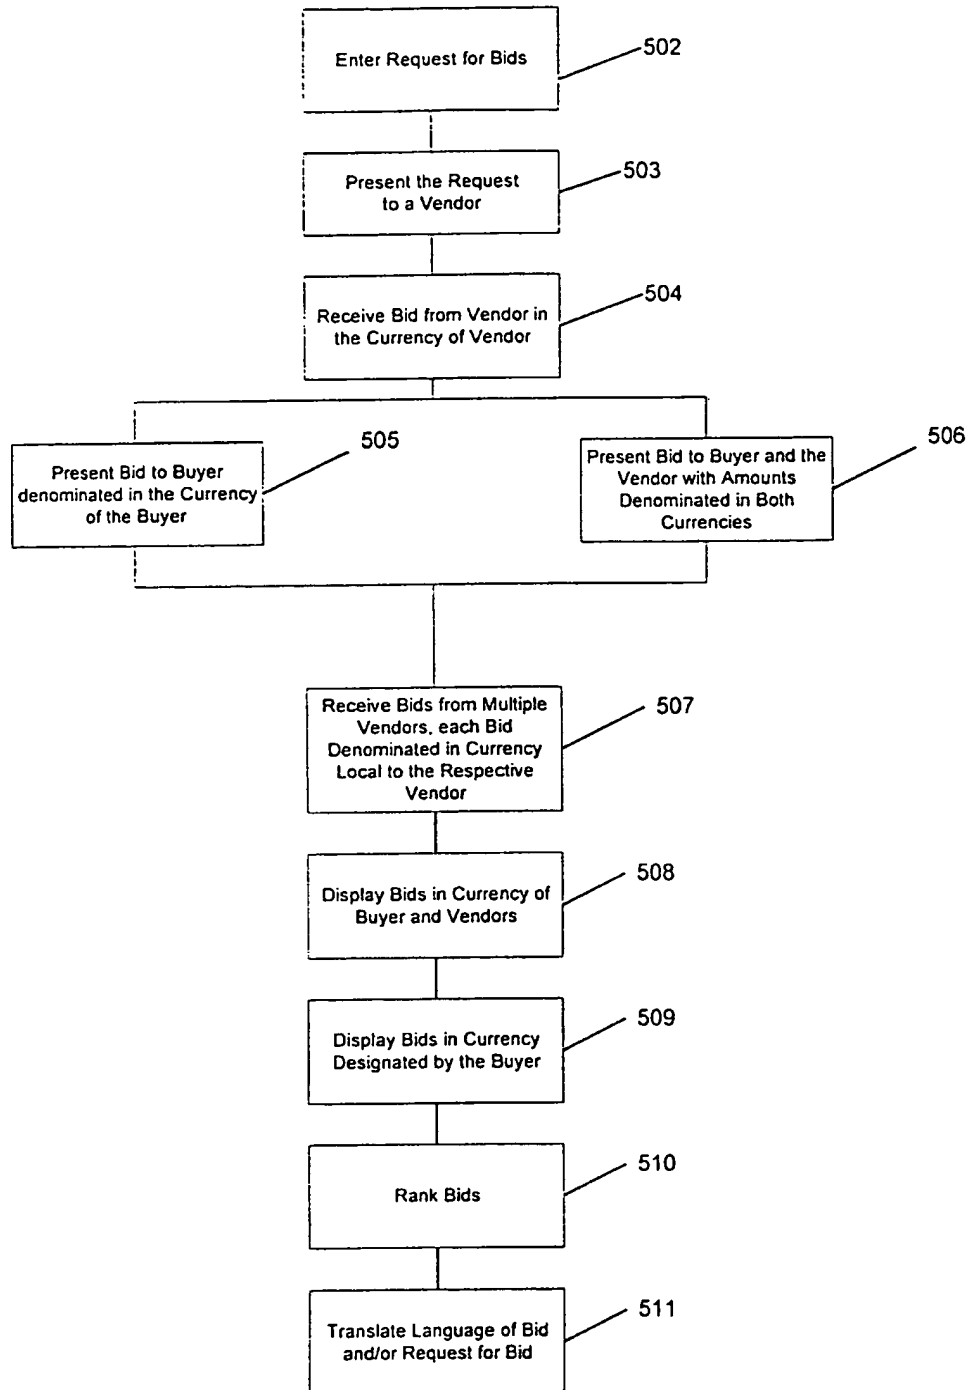 Enter Request for Bids
502
Present the Request
to a Vendor
503
Receive Bid from Vendor in
the Currency of Vendor
504
Present Bid to Buyer
denominated in the Currency
of the Buyer
505
Present Bid to Buyer and the
Vendor with Amounts
Denominated in Both
Currencies
506
Receive Bids from Multiple
Vendors, each Bid
Denominated in Currency
Local to the Respective
Vendor
507
Display Bids in Currency of
Buyer and Vendors
508
Display Bids in Currency
Designated by the Buyer
509
Rank Bids
510
Translate Language of Bid
and/or Request for Bid
511